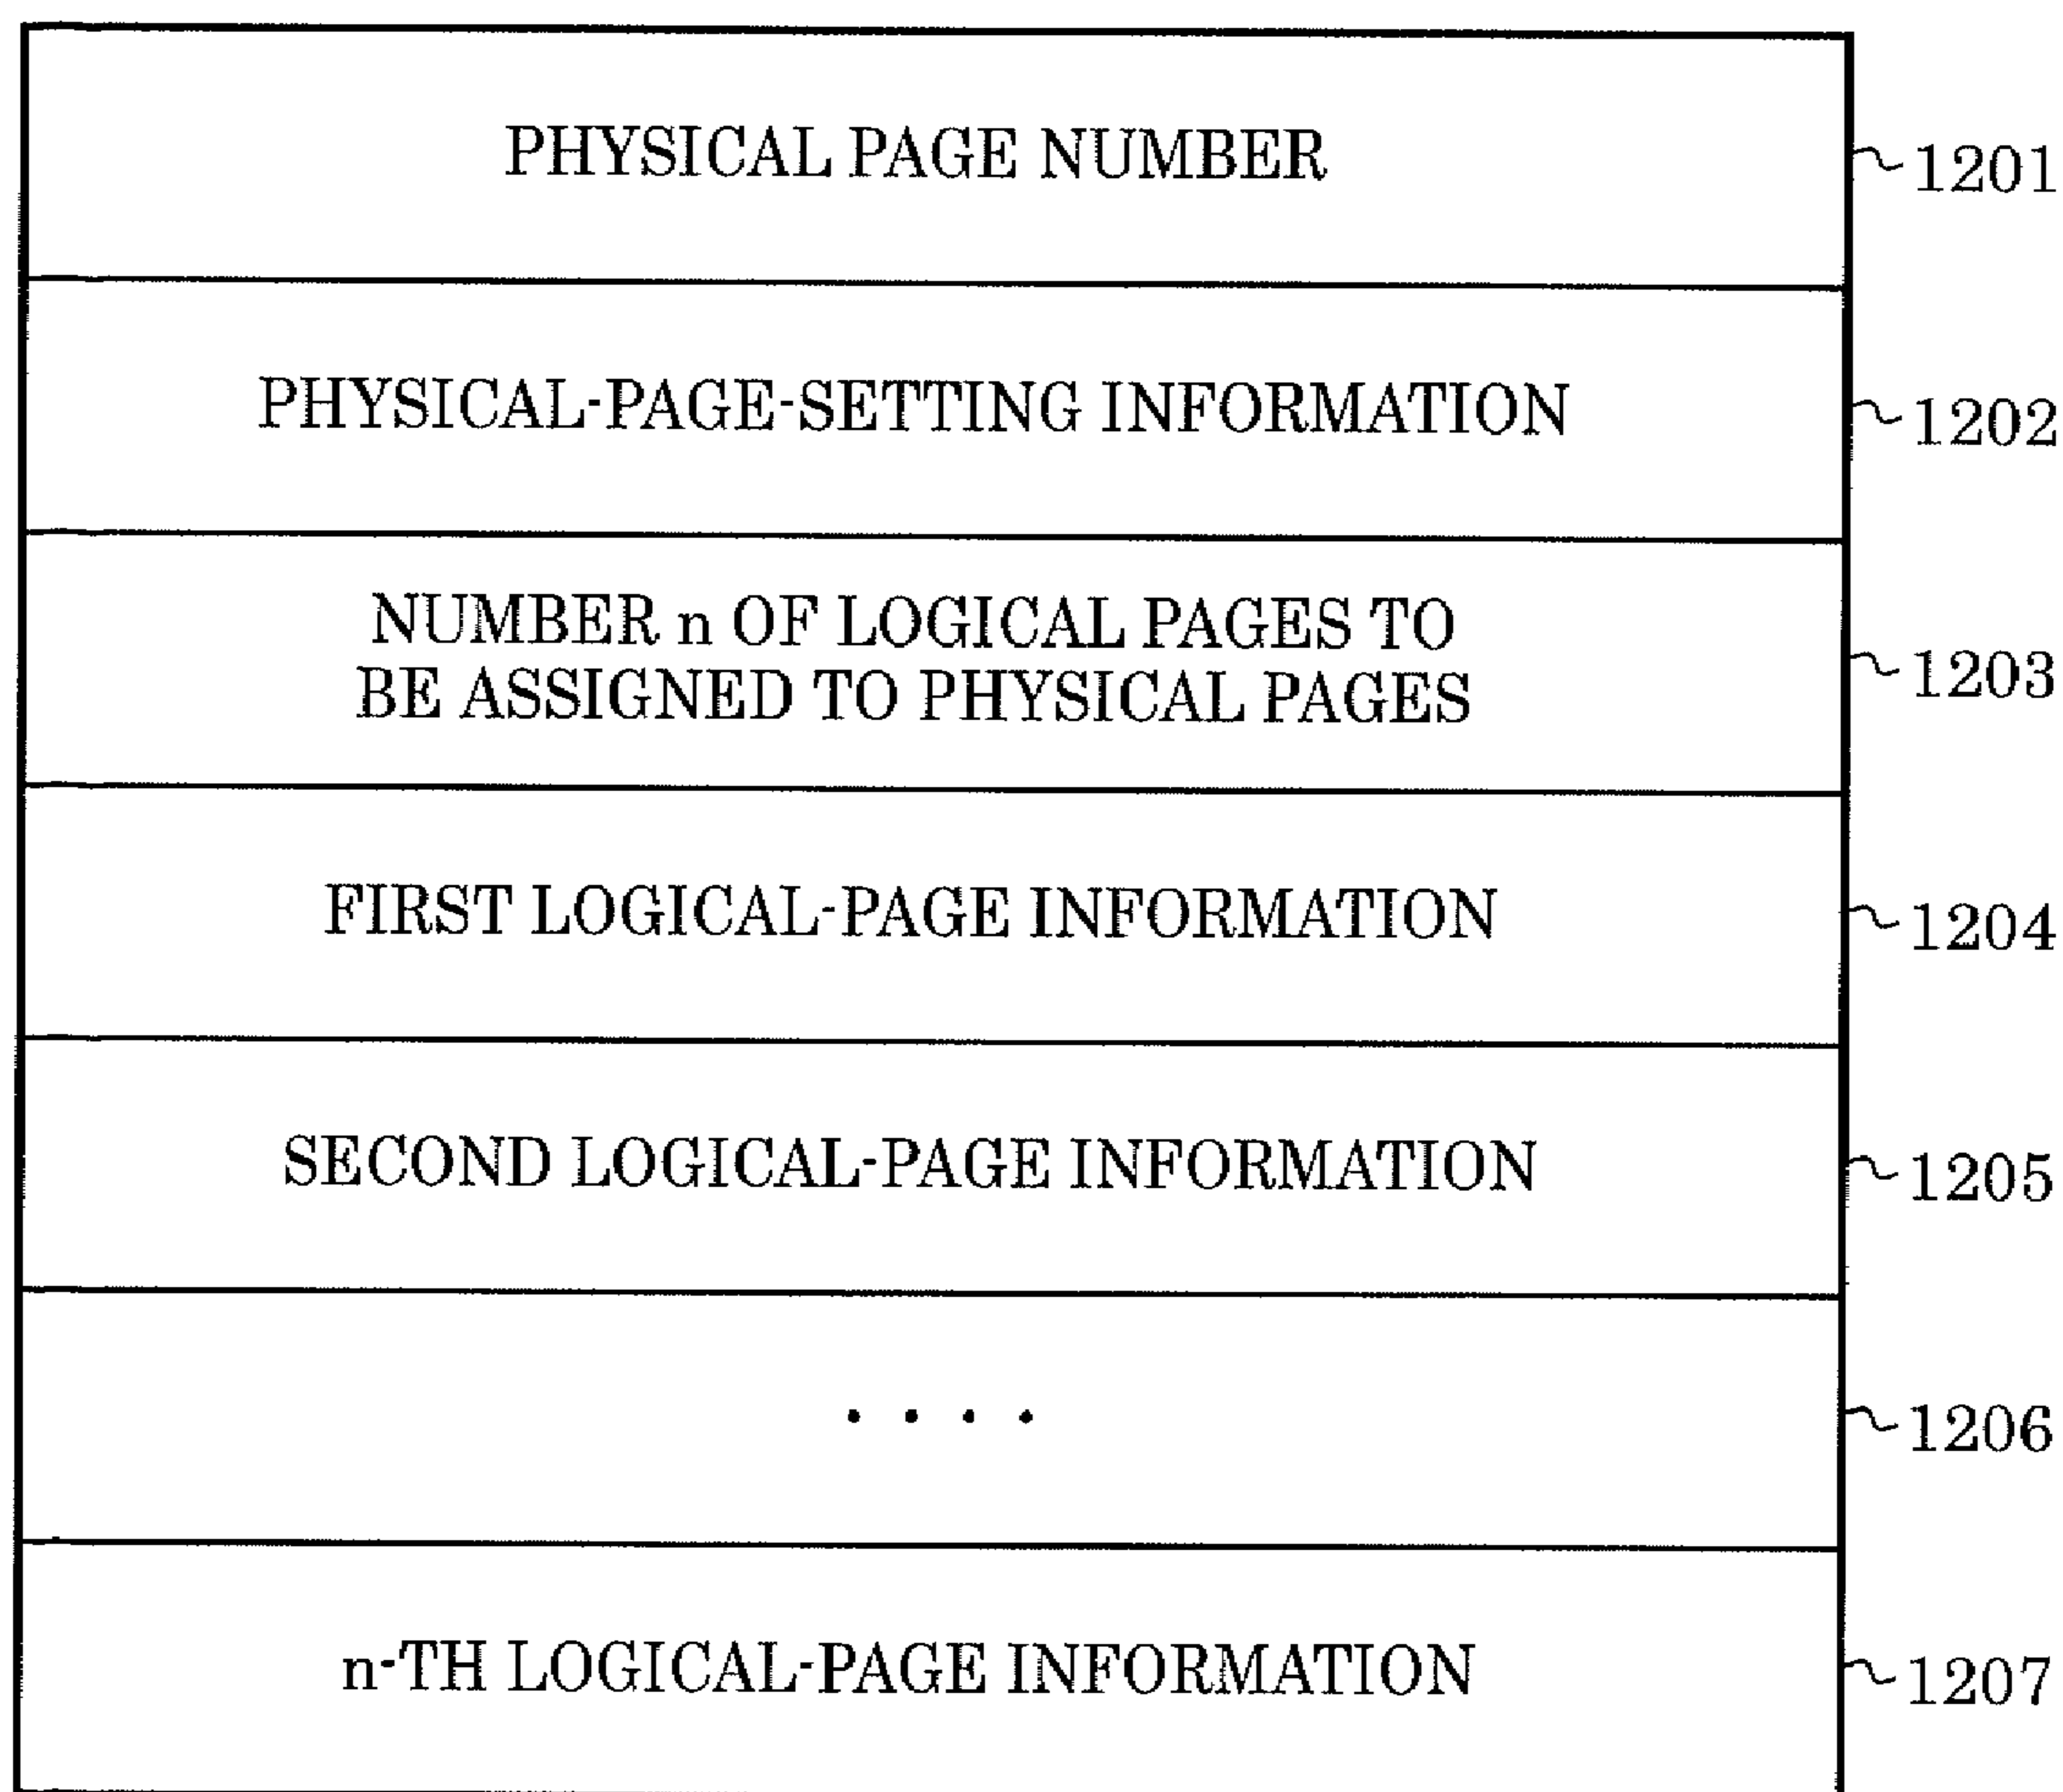 PHYSICAL PAGE NUMBER
1201
PHYSICAL-PAGE-SETTING INFORMATION
1202
NUMBER n OF LOGICAL PAGES TO
BE ASSIGNED TO PHYSICAL PAGES
1203
FIRST LOGICAL-PAGE INFORMATION
1204
SECOND LOGICAL-PAGE INFORMATION
1205
. . . .
1206
n-TH LOGICAL-PAGE INFORMATION
1207